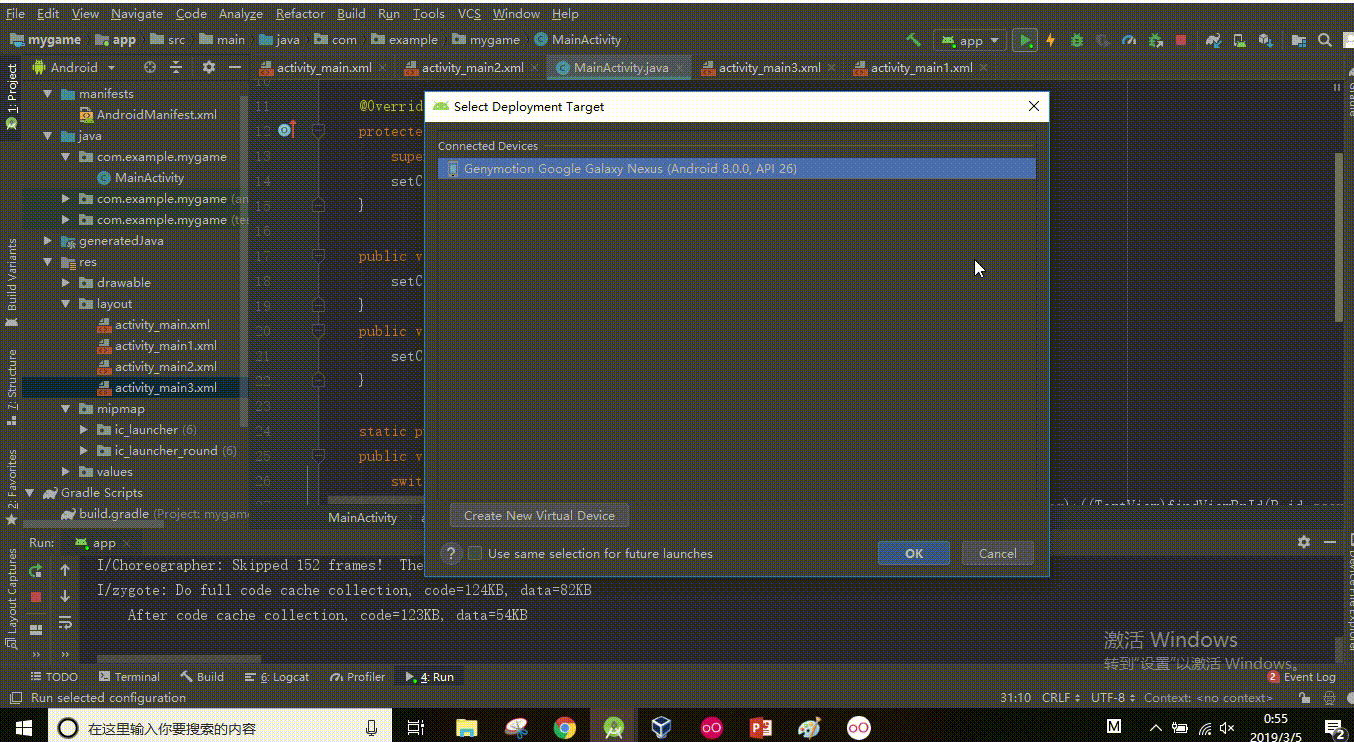 File Edit View Navigate Code Analyze Refactor Build Run Tools VCS Window Help
mygame app src main java com example mygame MainActivity app
1: Project Android activity_main.xml activity_main2.xml MainActivity.java activity_main3.xml activity_main1.xml
manifests
AndroidManifest.xml
java
com.example.mygame
MainActivity
com.example.mygame
com.example.mygame
generatedJava
res
drawable
layout
activity_main.xml
activity_main1.xml
activity_main2.xml
activity_main3.xml
mipmap
ic_launcher (6)
ic_launcher_round (6)
values
Gradle Scripts
build.gradle (Project: mygame
Build Variants
7: Structure
2: Favorites
Layout Captures
11 @Overrid
12 protecte
13 supe
14 setC
15 }
16
17 public v
18 setC
19 }
20 public v
21 setC
22 }
23
24 static p
25 public v
26 swit
MainActivity
Select Deployment Target
Connected Devices
Genymotion Google Galaxy Nexus (Android 8.0.0, API 26)
Create New Virtual Device
? Use same selection for future launches OK Cancel
Run: app
I/Choreographer: Skipped 152 frames! The
I/zygote: Do full code cache collection, code=124KB, data=82KB
After code cache collection, code=123KB, data=54KB
激活 Windows
转到"设置"以激活 Windows。
TODO Terminal Build 6: Logcat Profiler 4: Run 2 Event Log
Run selected configuration 31:10 CRLF UTF-8 Context: <no context>
在这里输入你要搜索的内容 M 0:55
2019/3/5 2